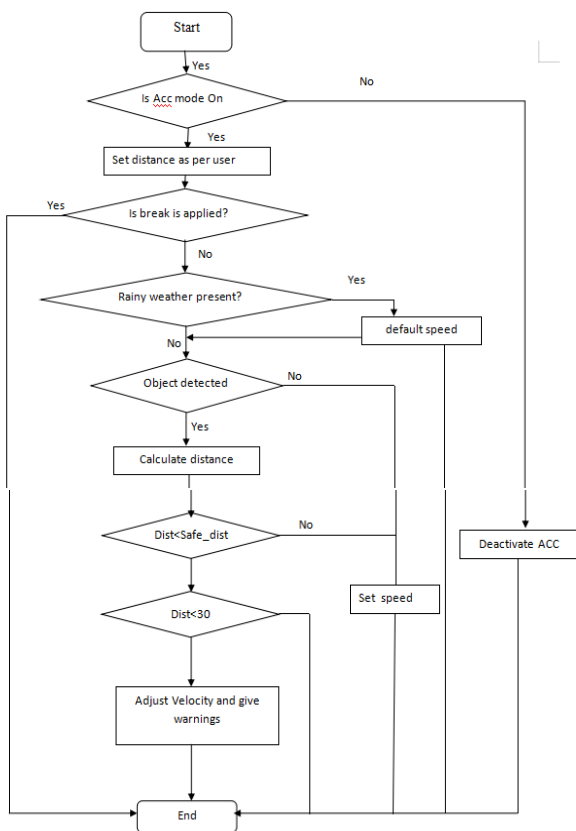 Start
Yes
No
Is Acc mode On
Yes
Set distance as per user
Yes
Is break is applied?
No
Yes
Rainy weather present?
default speed
No
Object detected
No
Yes
Calculate distance
Dist<Safe_dist
No
Deactivate ACC
Set speed
Dist<30
Adjust Velocity and give
warnings
End